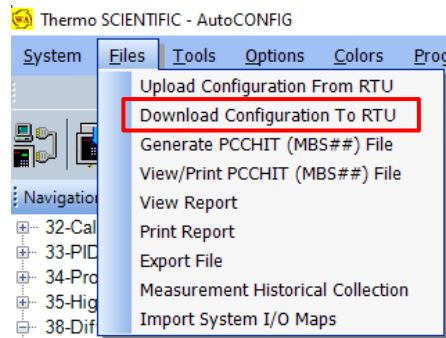 Thermo SCIENTIFIC - AutoCONFIG
System Files Tools Options Colors
Upload Configuration From RTU
Download Configuration To RTU
Generate PCCHIT (MBS##) File
View/Print PCCHIT (MBS##) File
Navigation
View Report
32-Cal
Print Report
33-PID
Export File
34-Pro
Measurement Historical Collection
35-Hig
Import System I/O Maps
38-Dif